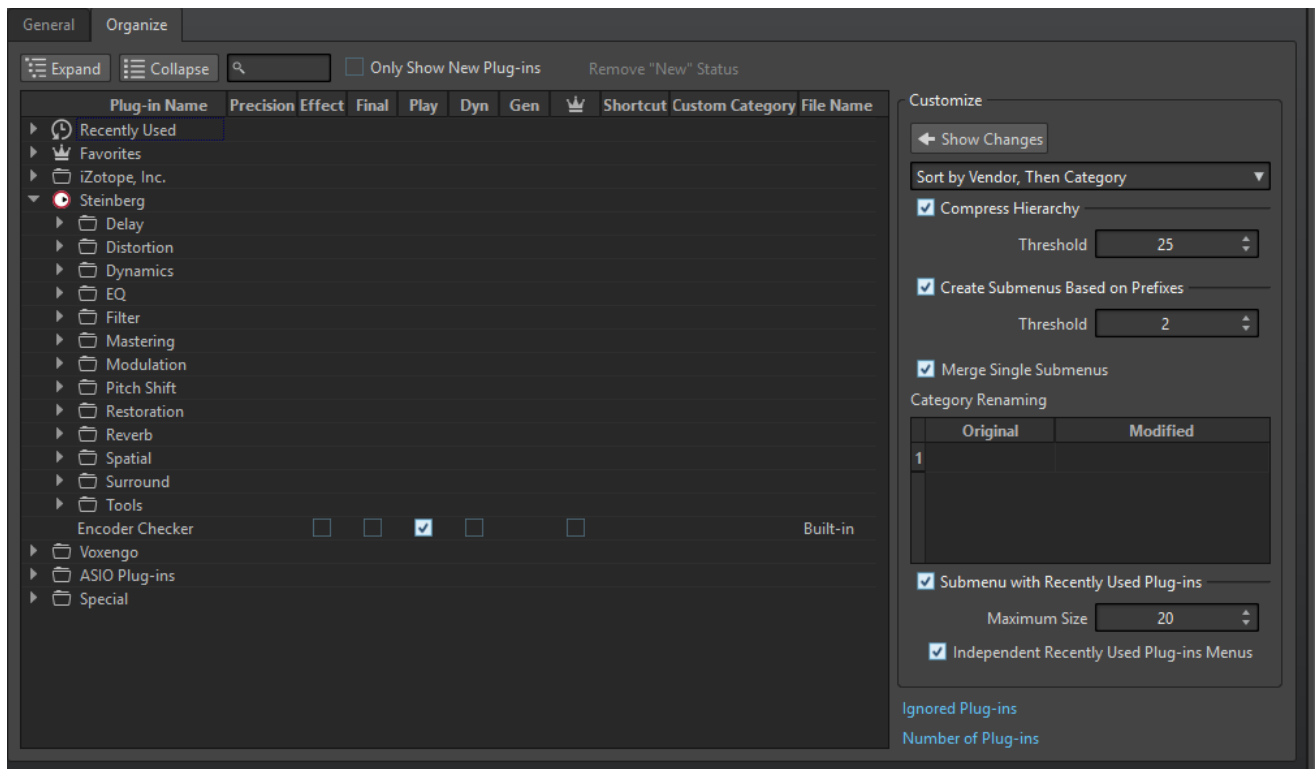 General Organize
Expand Collapse Only Show New Plug-ins Remove "New" Status
Plug-in Name Precision Effect Final Play Dyn Gen Shortcut Custom Category File Name
Recently Used
Favorites
iZotope, Inc.
Steinberg
Delay
Distortion
Dynamics
EQ
Filter
Mastering
Modulation
Pitch Shift
Restoration
Reverb
Spatial
Surround
Tools
Encoder Checker Built-in
Voxengo
ASIO Plug-ins
Special
Customize
Show Changes
Sort by Vendor, Then Category
Compress Hierarchy
Threshold 25
Create Submenus Based on Prefixes
Threshold 2
Merge Single Submenus
Category Renaming
Original Modified
1
Submenu with Recently Used Plug-ins
Maximum Size 20
Independent Recently Used Plug-ins Menus
Ignored Plug-ins
Number of Plug-ins